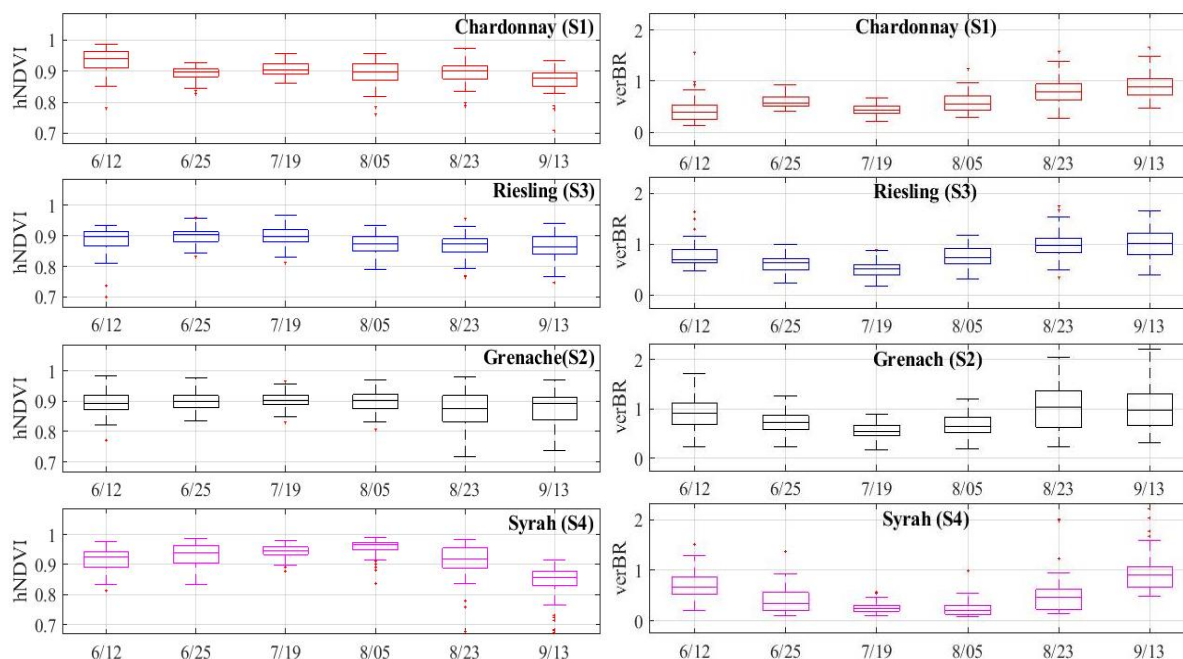 Chardonnay (S1)
hNDVI
1
0.9
0.8
0.7
6/12 6/25 7/19 8/05 8/23 9/13
Chardonnay (S1)
verBR
2
1
0
6/12 6/25 7/19 8/05 8/23 9/13
Riesling (S3)
hNDVI
1
0.9
0.8
0.7
6/12 6/25 7/19 8/05 8/23 9/13
Riesling (S3)
verBR
2
1
0
6/12 6/25 7/19 8/05 8/23 9/13
Grenache(S2)
hNDVI
1
0.9
0.8
0.7
6/12 6/25 7/19 8/05 8/23 9/13
Grenach (S2)
verBR
2
1
0
6/12 6/25 7/19 8/05 8/23 9/13
Syrah (S4)
hNDVI
1
0.9
0.8
0.7
6/12 6/25 7/19 8/05 8/23 9/13
Syrah (S4)
verBR
2
1
0
6/12 6/25 7/19 8/05 8/23 9/13